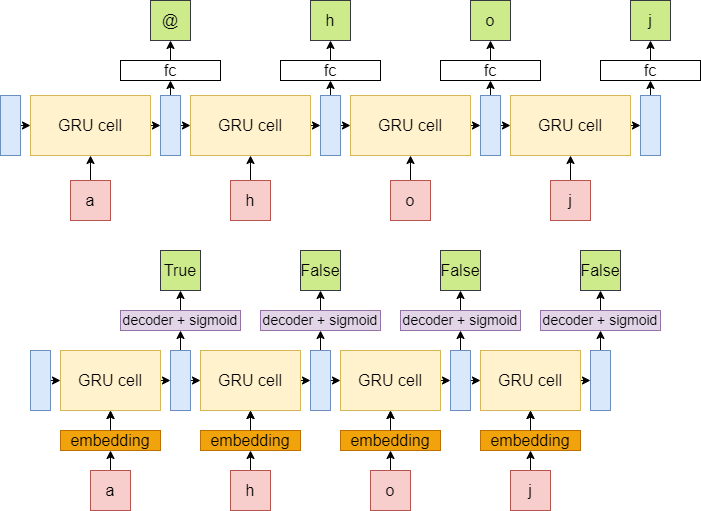 @ h o j
fc fc fc fc
GRU cell GRU cell GRU cell GRU cell
a h o j
True False False False
decoder + sigmoid decoder + sigmoid decoder + sigmoid decoder + sigmoid
GRU cell GRU cell GRU cell GRU cell
embedding embedding embedding embedding
a h o j